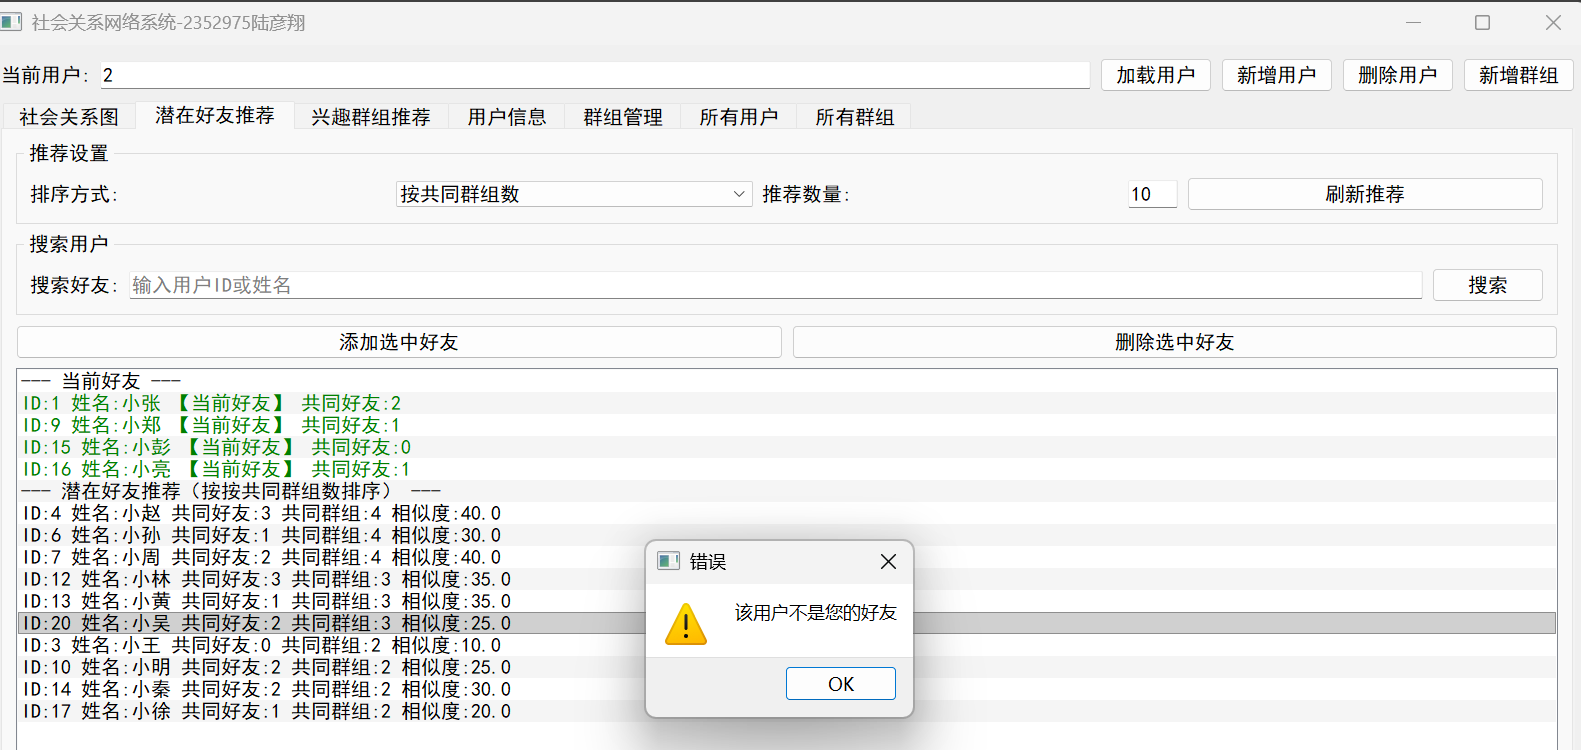 社会关系网络系统-2352975陆彦翔
当前用户: 2 加载用户 新增用户 删除用户 新增群组
社会关系图 潜在好友推荐 兴趣群组推荐 用户信息 群组管理 所有用户 所有群组
推荐设置
排序方式: 按共同群组数 推荐数量: 10 刷新推荐
搜索用户
搜索好友: 输入用户ID或姓名 搜索
添加选中好友 删除选中好友
--- 当前好友 ---
ID:1 姓名:小张 【当前好友】 共同好友:2
ID:9 姓名:小郑 【当前好友】 共同好友:1
ID:15 姓名:小彭 【当前好友】 共同好友:0
ID:16 姓名:小亮 【当前好友】 共同好友:1
--- 潜在好友推荐（按按共同群组数排序） ---
ID:4 姓名:小赵 共同好友:3 共同群组:4 相似度:40.0
ID:6 姓名:小孙 共同好友:1 共同群组:4 相似度:30.0
ID:7 姓名:小周 共同好友:2 共同群组:4 相似度:40.0
ID:12 姓名:小林 共同好友:3 共同群组:3 相似度:35.0
ID:13 姓名:小黄 共同好友:1 共同群组:3 相似度:35.0
ID:20 姓名:小吴 共同好友:2 共同群组:3 相似度:25.0
ID:3 姓名:小王 共同好友:0 共同群组:2 相似度:10.0
ID:10 姓名:小明 共同好友:2 共同群组:2 相似度:25.0
ID:14 姓名:小秦 共同好友:2 共同群组:2 相似度:30.0
ID:17 姓名:小徐 共同好友:1 共同群组:2 相似度:20.0
错误
该用户不是您的好友
OK